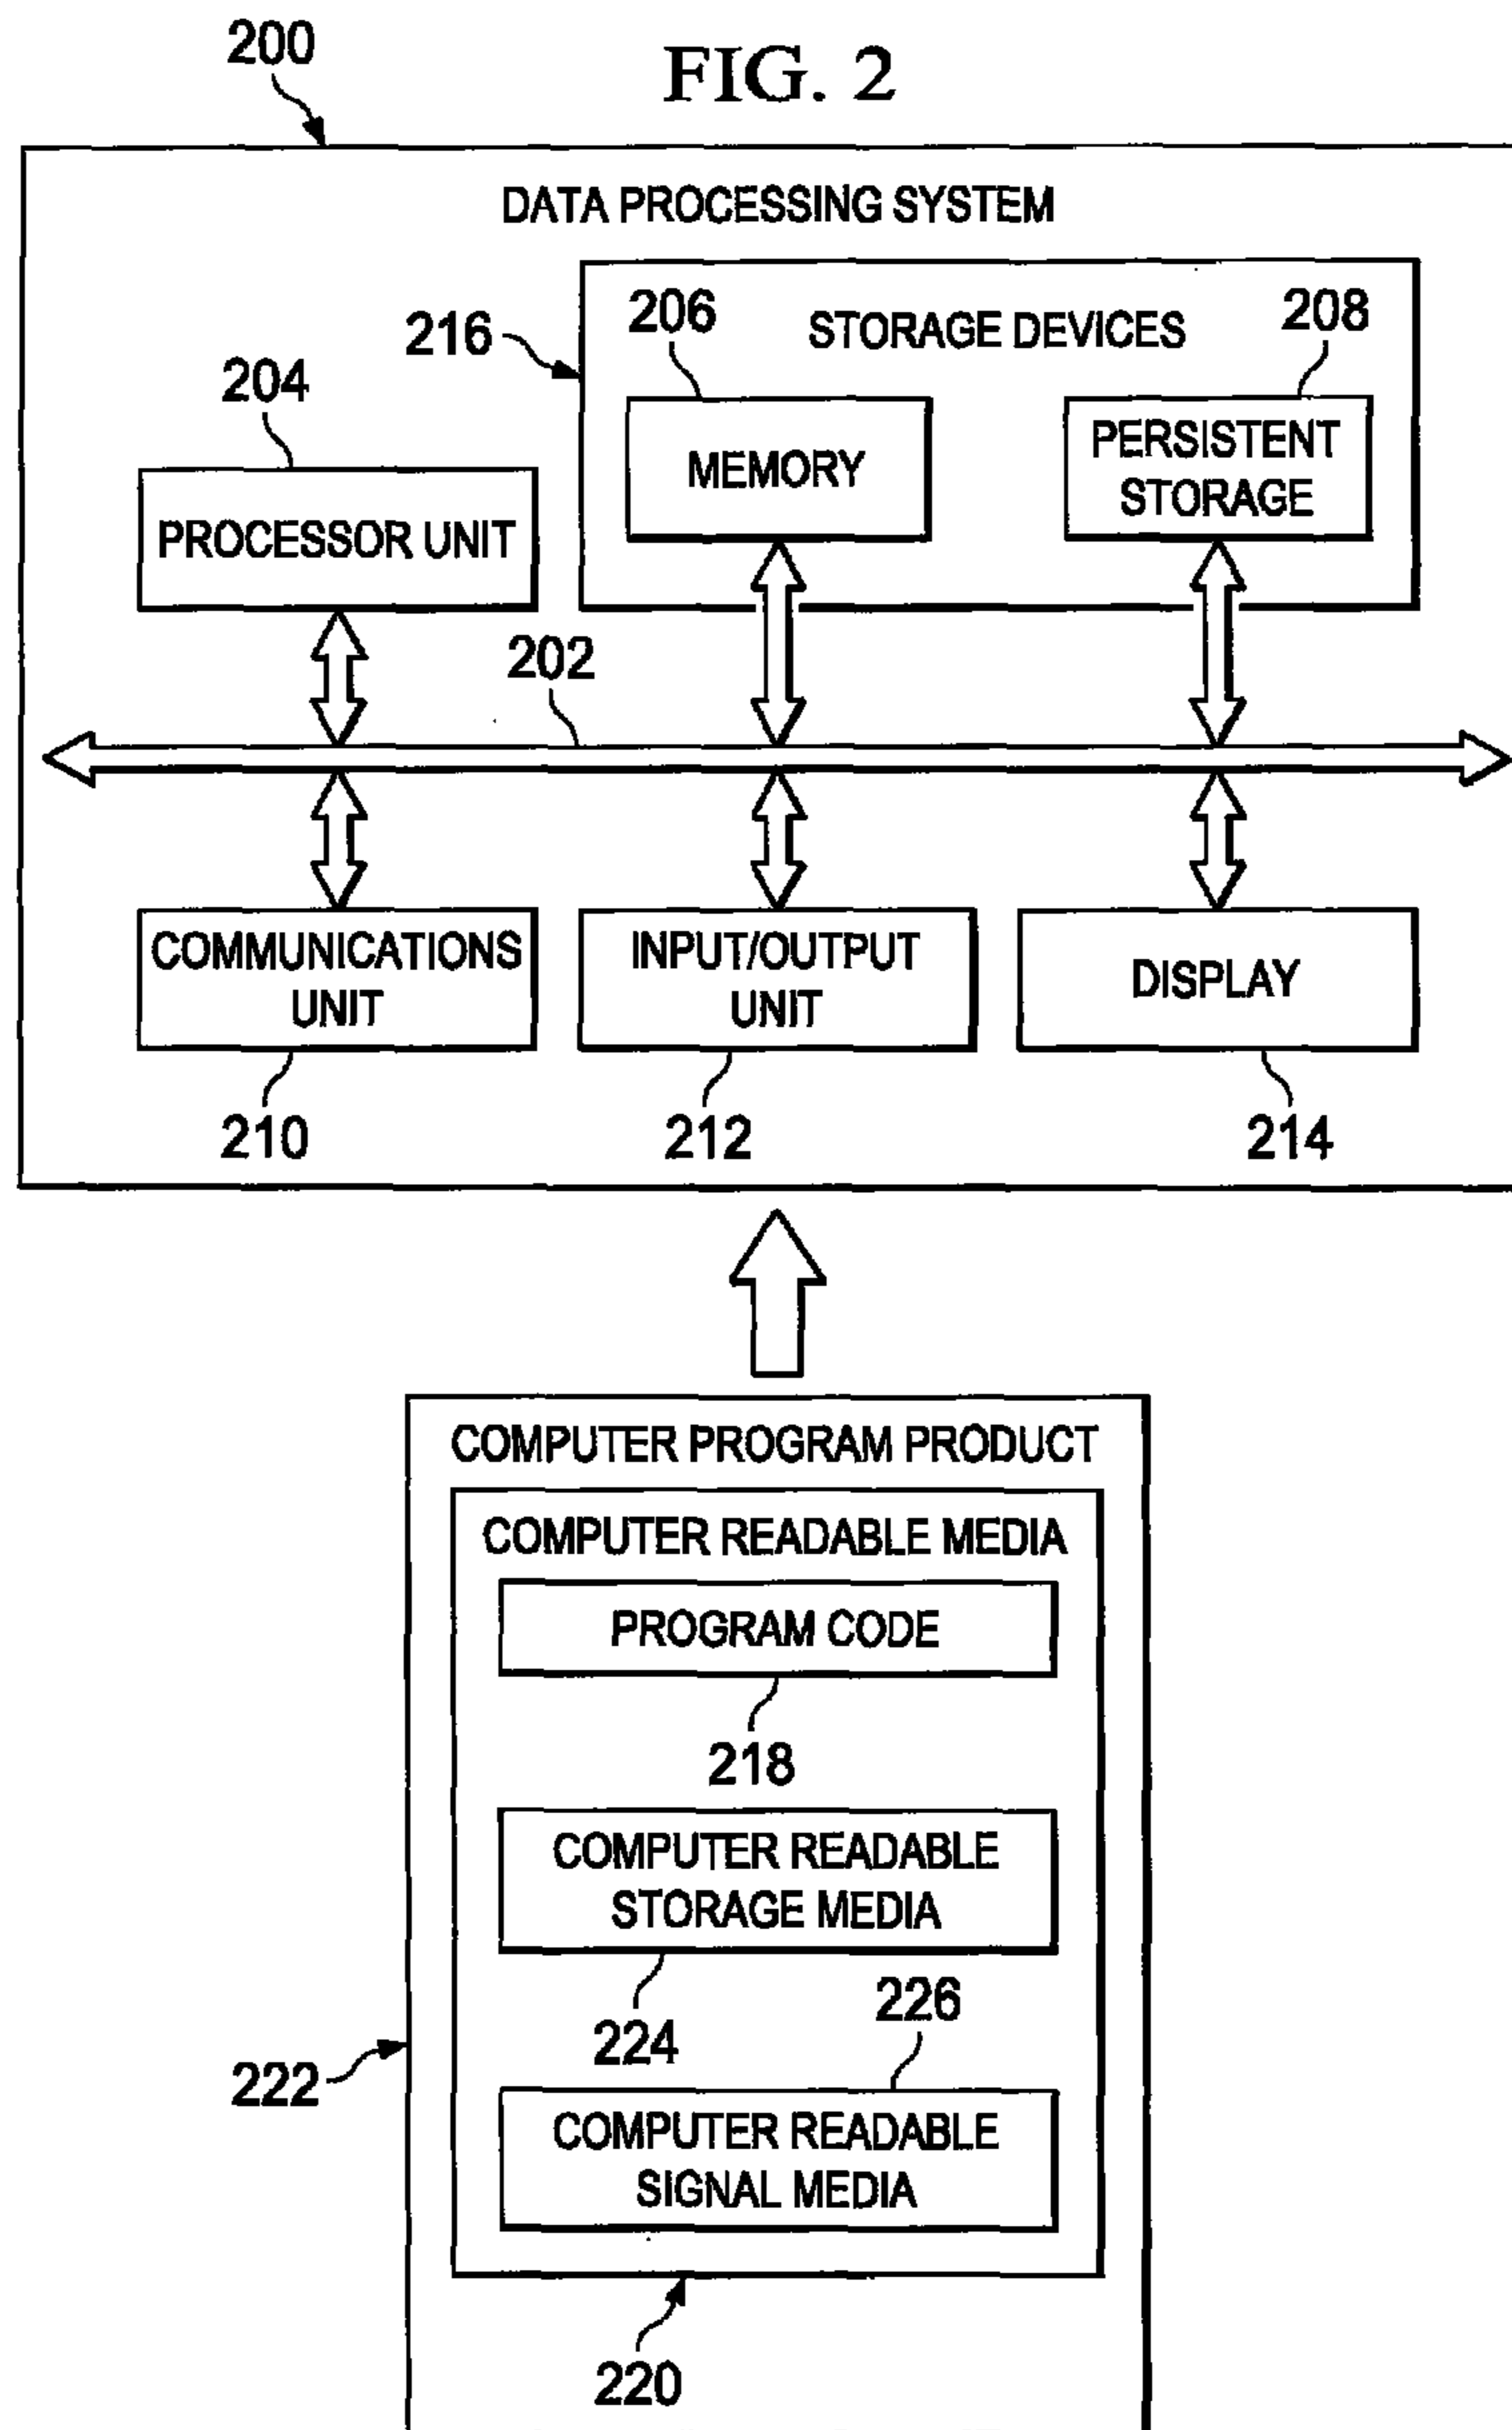 200
FIG. 2
DATA PROCESSING SYSTEM
216
206
STORAGE DEVICES
208
204
MEMORY
PERSISTENT
STORAGE
PROCESSOR UNIT
202
COMMUNICATIONS
UNIT
INPUT/OUTPUT
UNIT
DISPLAY
210
212
214
COMPUTER PROGRAM PRODUCT
COMPUTER READABLE MEDIA
PROGRAM CODE
218
COMPUTER READABLE
STORAGE MEDIA
224
226
222
COMPUTER READABLE
SIGNAL MEDIA
220